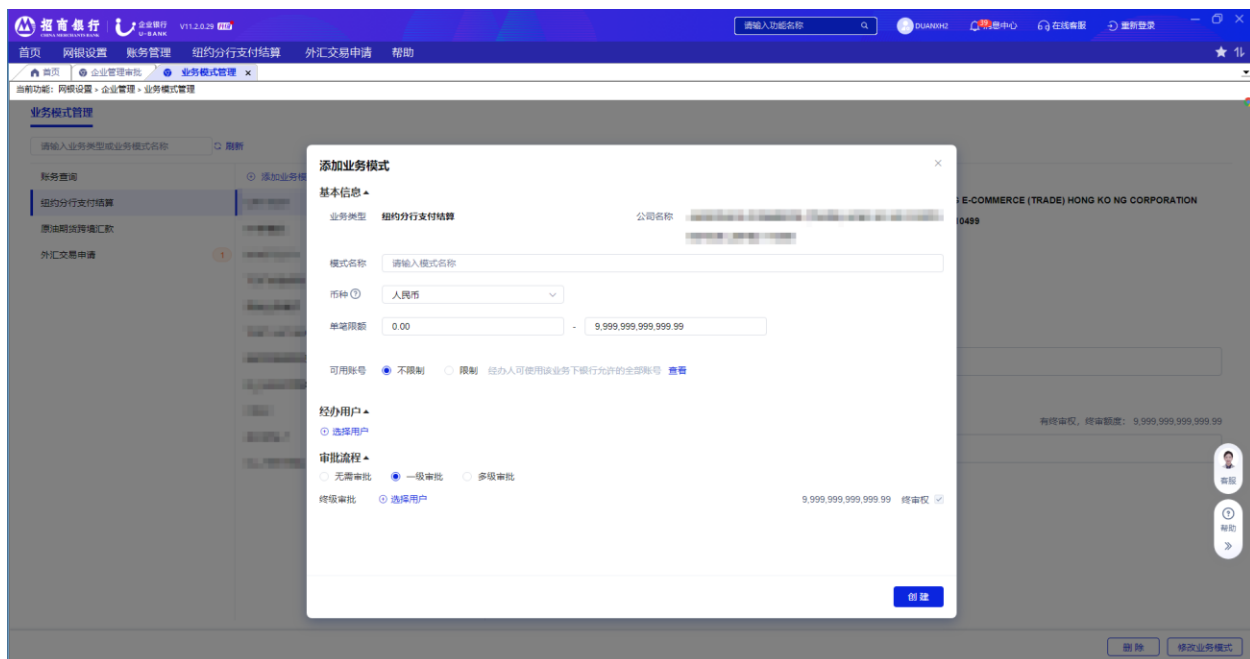 招商银行 企业银行 V11.2.0.29
CHINA MERCHANTS BANK U-BANK
请输入功能名称 DUANXH2 息中心 在线客服 重新登录
首页 网银设置 账务管理 纽约分行支付结算 外汇交易申请 帮助
首页 企业管理审批 业务模式管理 ×
当前功能：网银设置 > 企业管理 > 业务模式管理
业务模式管理
请输入业务类型或业务模式名称 刷新
账务查询
添加业务模
纽约分行支付结算
原油期货跨境汇款
外汇交易申请 1
E-COMMERCE (TRADE) HONG KO NG CORPORATION
0499
添加业务模式 ×
基本信息
业务类型 纽约分行支付结算 公司名称
模式名称 请输入模式名称
币种 ? 人民币
单笔限额 0.00 - 9,999,999,999,999.99
可用账号 不限制 限制 经办人可使用该业务下银行允许的全部账号 查看
经办用户
选择用户
审批流程
无需审批 一级审批 多级审批
终级审批 选择用户 9,999,999,999,999.99 终审权
创建
有终审权，终审额度： 9,999,999,999,999.99
客服
帮助
删除 修改业务模式